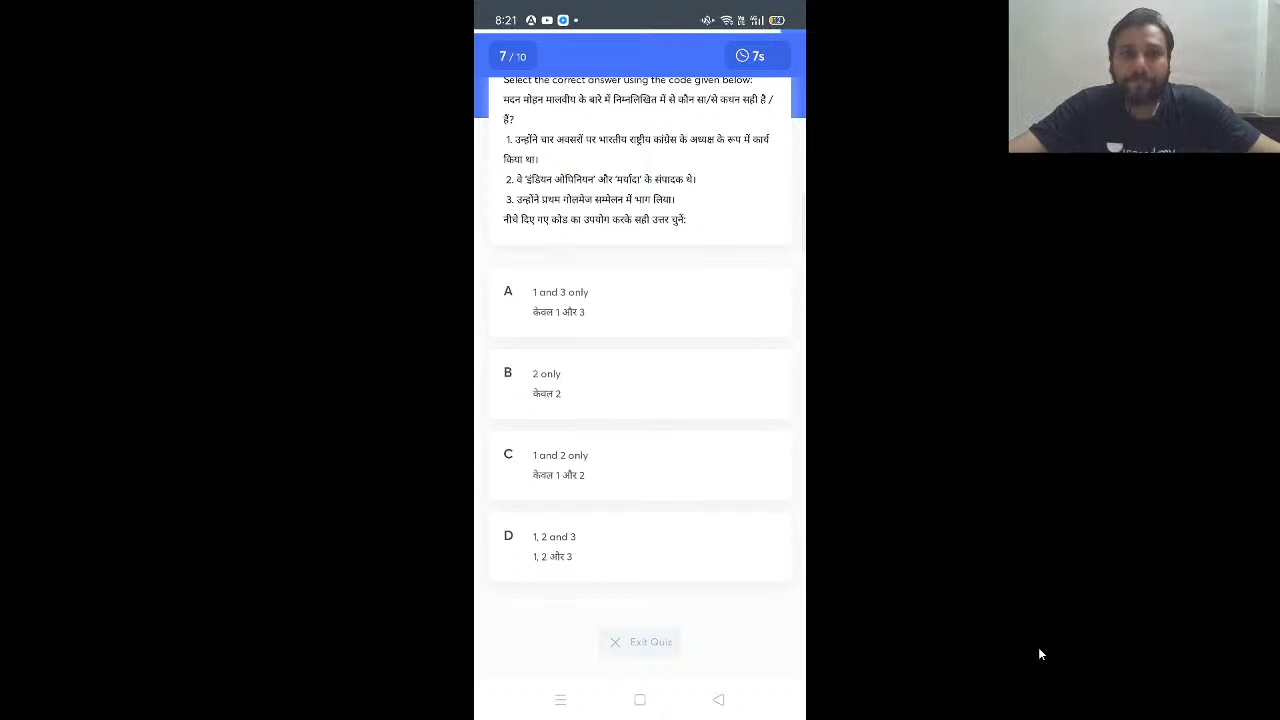 8:21
7 / 10
7s
Select the correct answer using the code given below:
मदन मोहन मालवीय के बारे में निम्नलिखित में से कौन सा/से कथन सही है /
हैं?
1. उन्होंने चार अवसरों पर भारतीय राष्ट्रीय कांग्रेस के अध्यक्ष के रूप में कार्य
किया था।
2. वे ‘इंडियन ओपिनियन’ और ‘मर्यादा’ के संपादक थे।
3. उन्होंने प्रथम गोलमेज सम्मेलन में भाग लिया।
नीचे दिए गए कोड का उपयोग करके सही उत्तर चुनें:
A 1 and 3 only
केवल 1 और 3
B 2 only
केवल 2
C 1 and 2 only
केवल 1 और 2
D 1, 2 and 3
1, 2 और 3
Exit Quiz